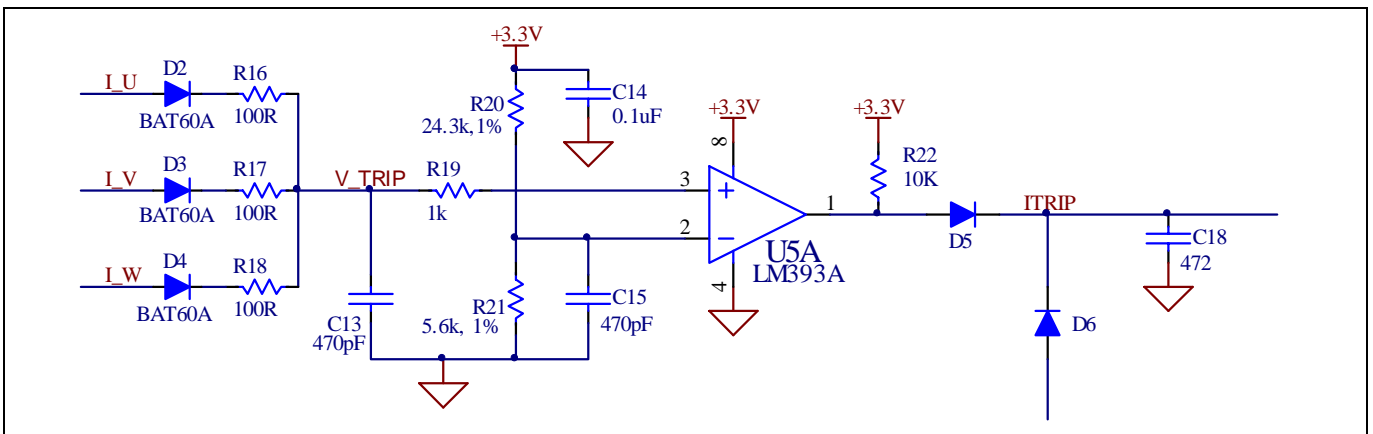 +3.3V
D2
I_U
R16
BAT60A
100R
R20
24.3k,1%
C14
0.1uF
+3.3V
+3.3V
8
D3
I_V
R17
BAT60A
100R
V_TRIP
R19
1k
3
2
1
R22
10K
ITRIP
D5
U5A
LM393A
4
C18
472
D4
I_W
R18
BAT60A
100R
C13
470pF
R21
5.6k, 1%
C15
470pF
D6